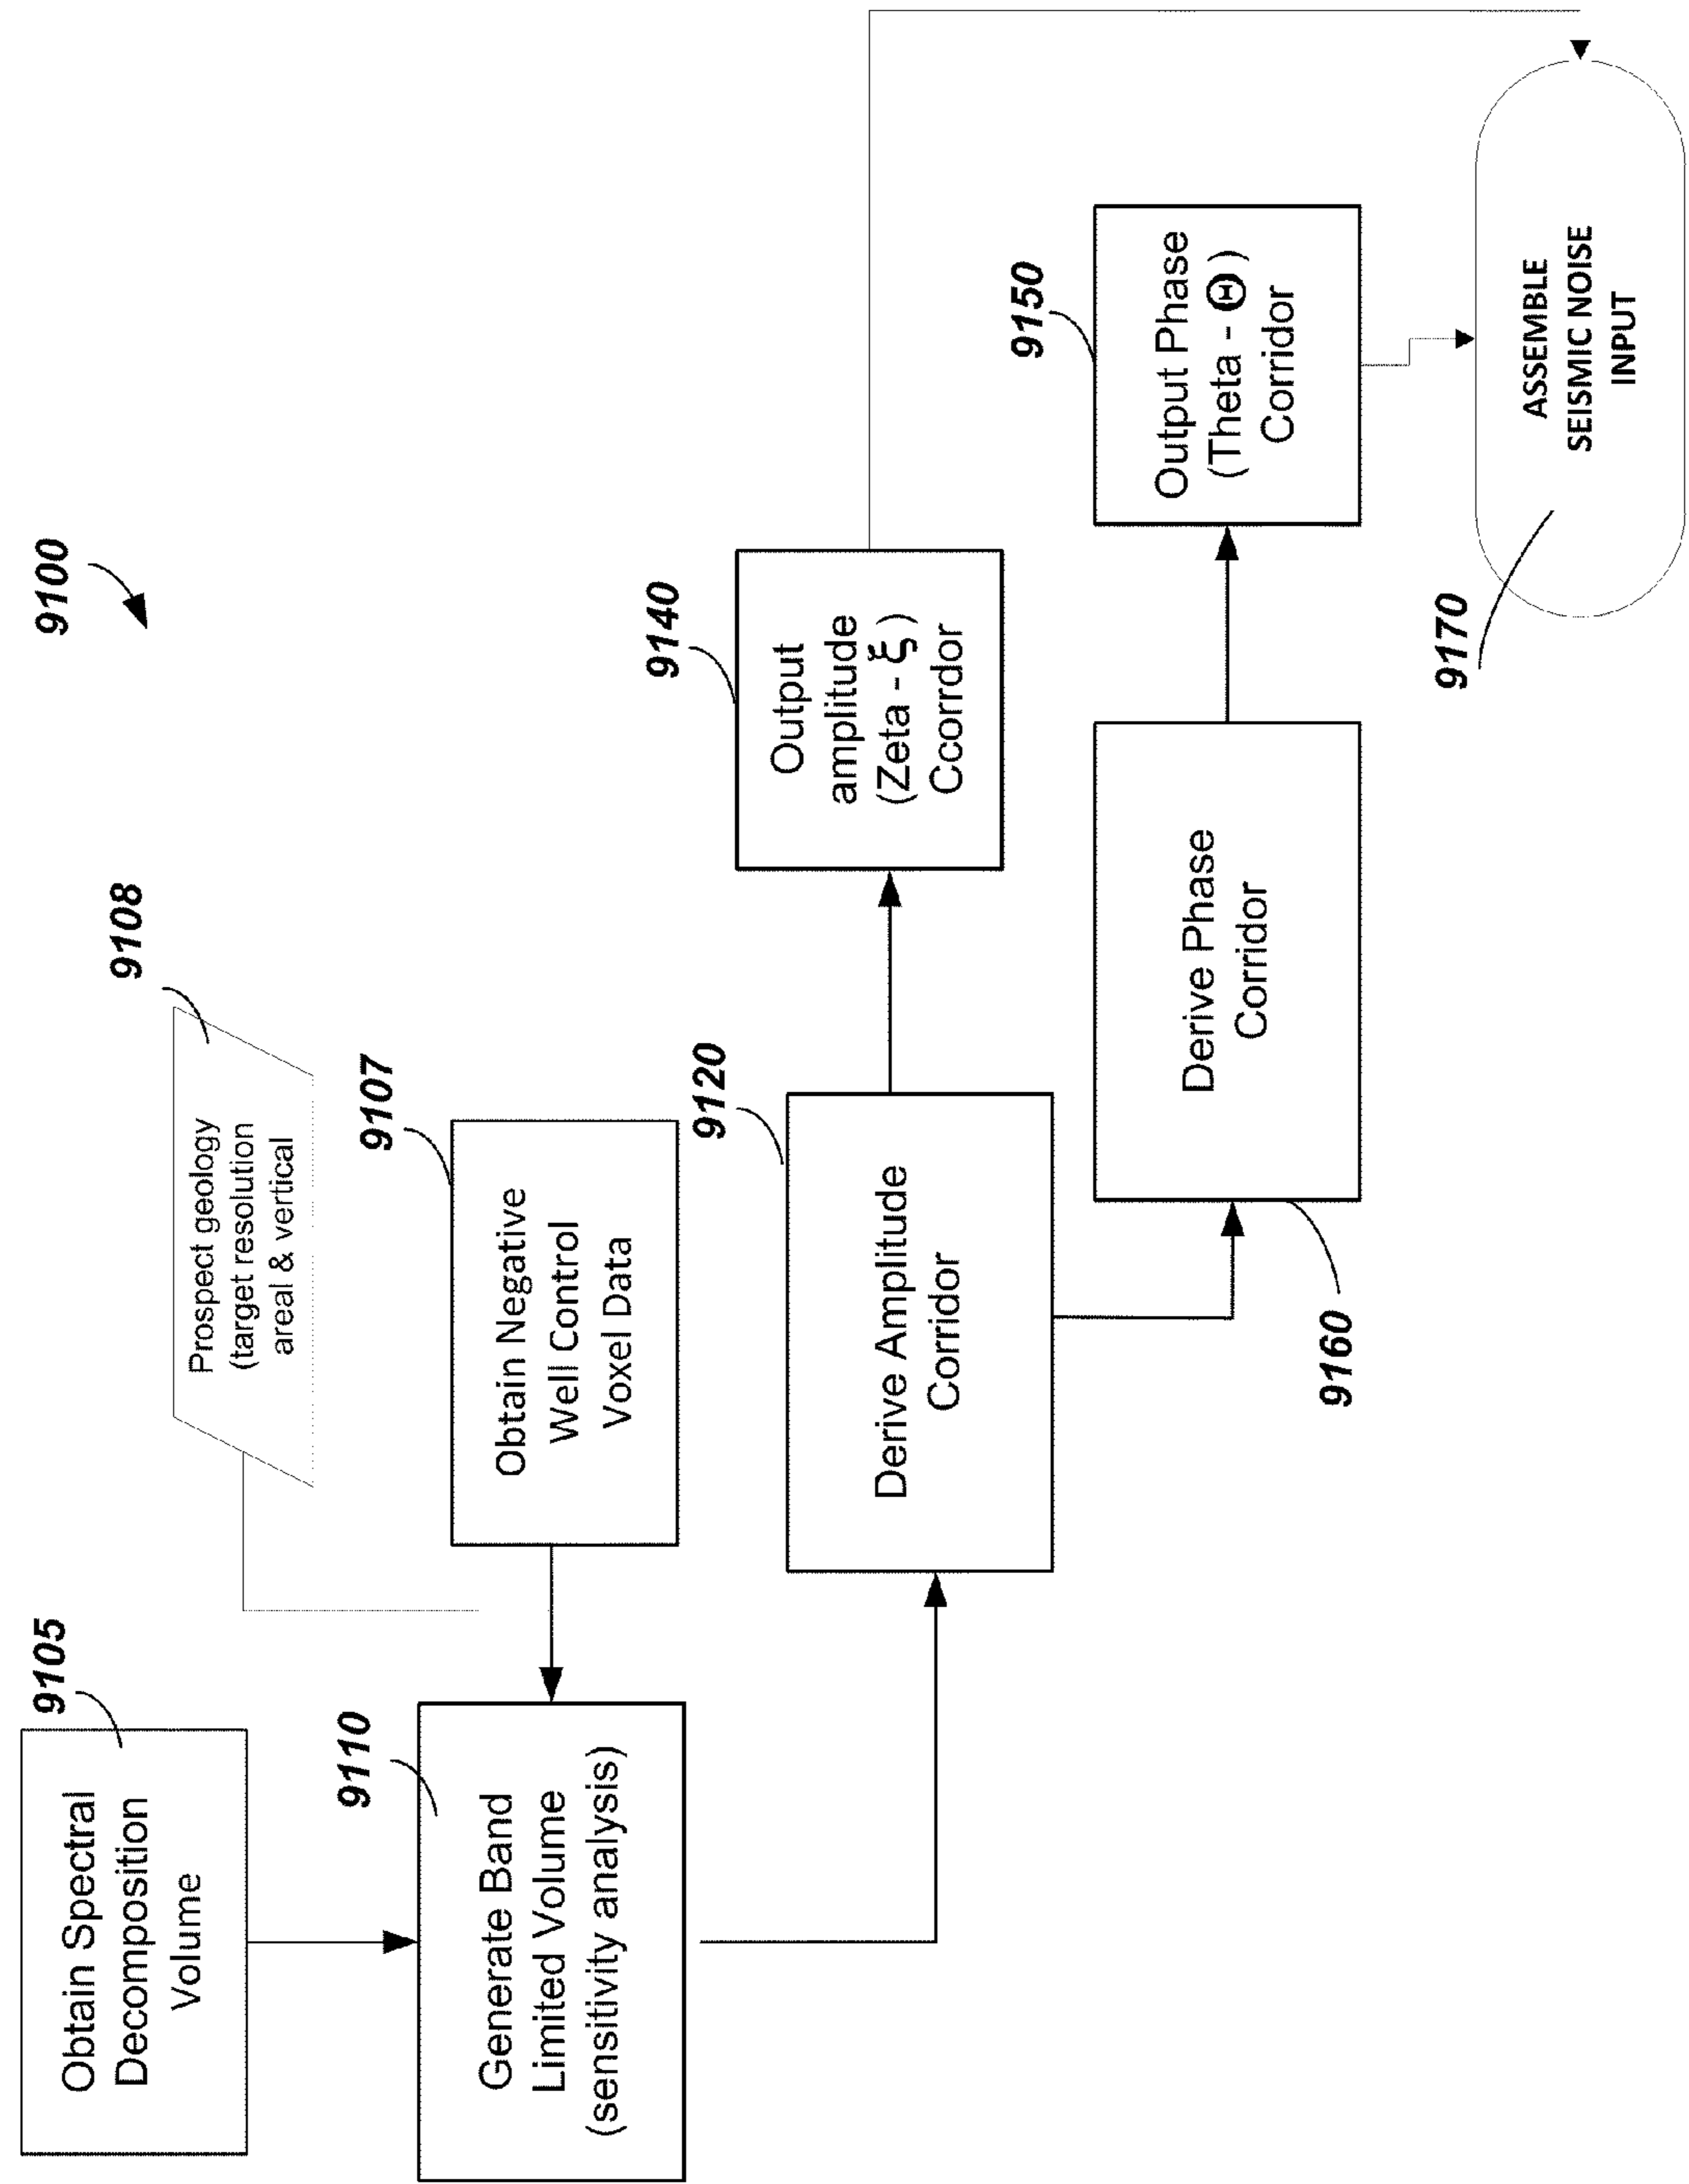 9100
9105
Obtain Spectral
Decomposition
Volume
9108
Prospect geology
(target resolution
areal & vertical
9107
Obtain Negative
Well Control
Voxel Data
9110
Generate Band
Limited Volume
(sensitivity analysis)
9120
Derive Amplitude
Corridor
9140
Output
amplitude
(Zeta - ξ)
Ccorrdor
9160
Derive Phase
Corridor
9150
Output Phase
(Theta - Θ)
Corridor
9170
ASSEMBLE
SEISMIC NOISE
INPUT